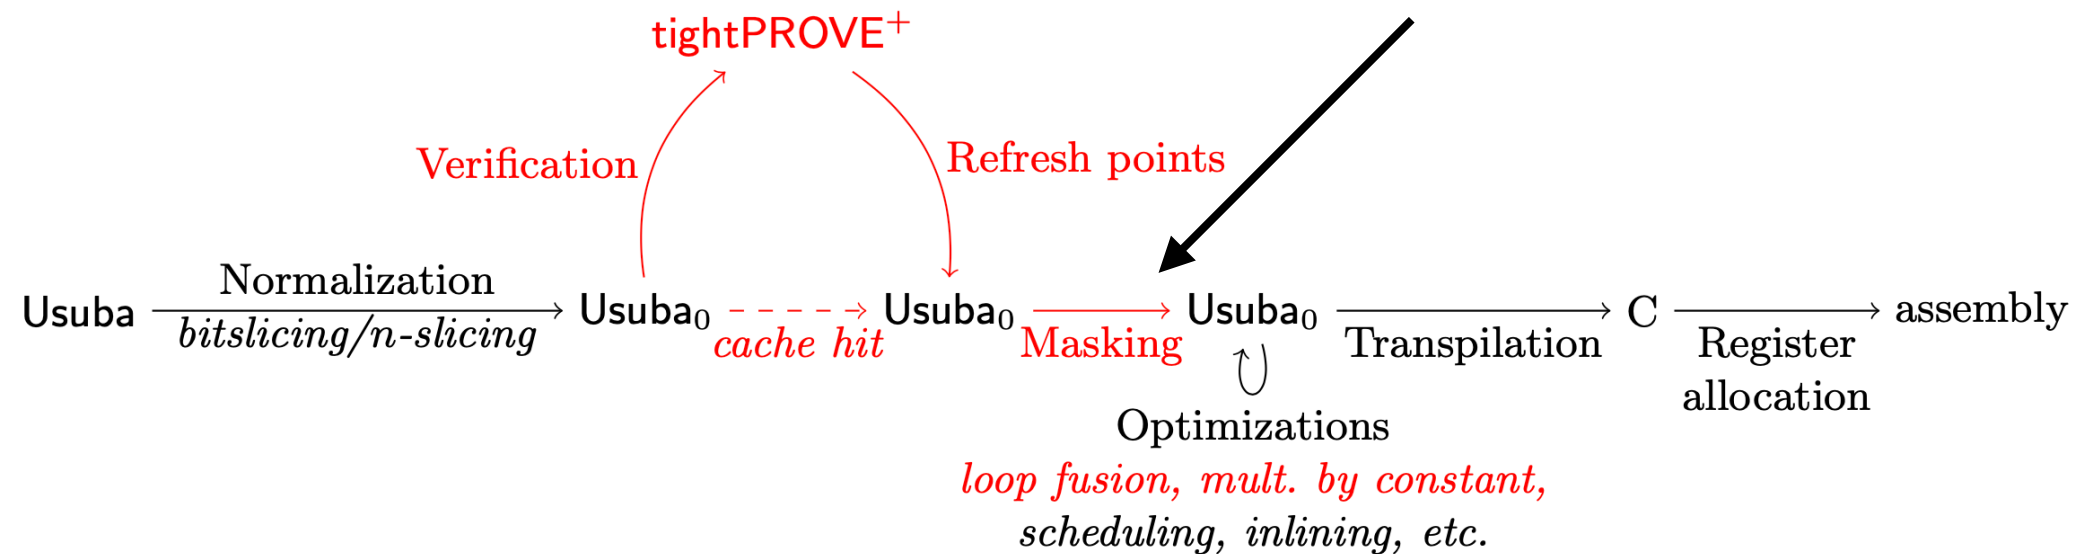 tightPROVE⁺
Verification
Refresh points
Normalization
Usuba
bitslicing/n-slicing
Usuba₀
cache hit
Usuba₀
Masking
Usuba₀
Transpilation
C
Register
allocation
assembly
Optimizations
loop fusion, mult. by constant,
scheduling, inlining, etc.